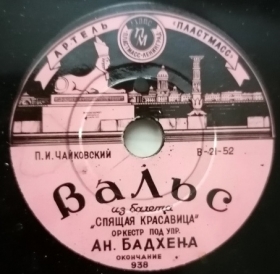 АРТЕЛЬ „ПЛАСТМАСС"
П.И. ЧАЙКОВСКИЙ В-21-52
Вальс
из балета
„СПЯЩАЯ КРАСАВИЦА"
ОРКЕСТР ПОД УПР.
АН. БАДХЕНА
ОКОНЧАНИЕ
938